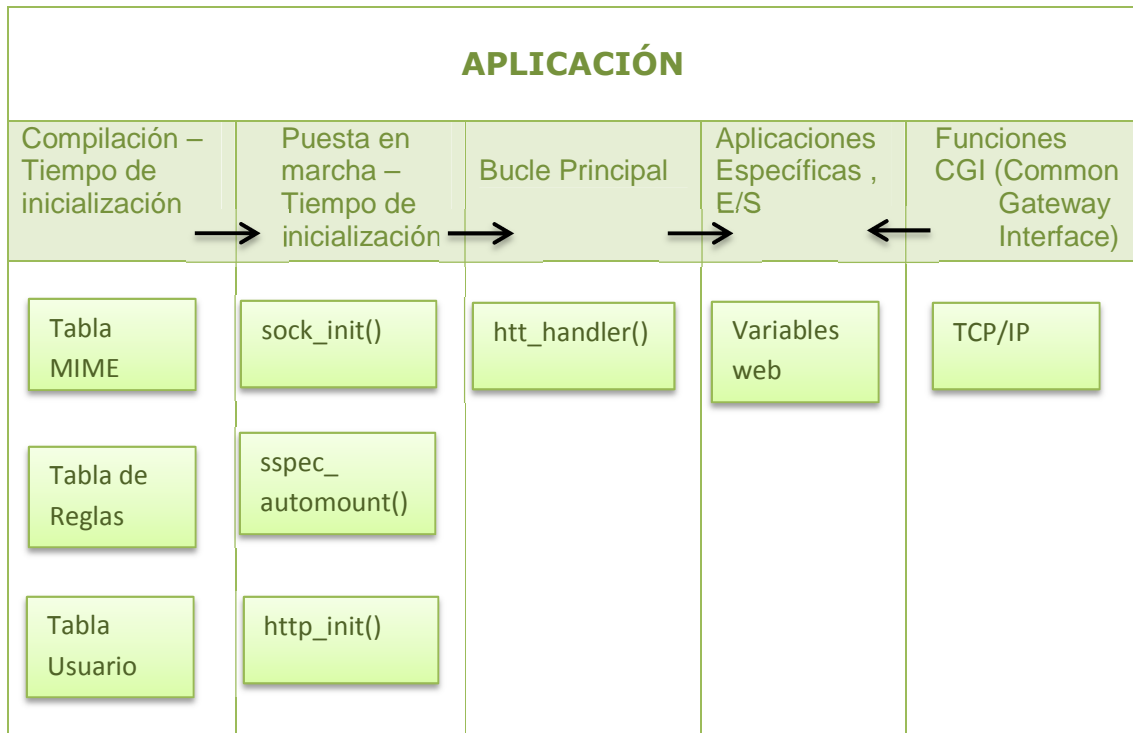 APLICACIÓN
Compilación –
Tiempo de
inicialización
Puesta en
marcha –
Tiempo de
inicialización
Bucle Principal
Aplicaciones
Específicas ,
E/S
Funciones
CGI (Common
Gateway
Interface)
Tabla
MIME
sock_init()
htt_handler()
Variables
web
TCP/IP
Tabla de
Reglas
sspec_
automount()
Tabla
Usuario
http_init()